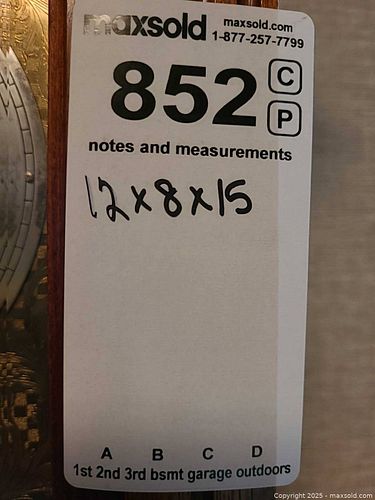 maxsold maxsold.com
1-877-257-7799
852 C
P
notes and measurements
12x8x15
A B C D
1st 2nd 3rd bsmt garage outdoors
Copyright 2025 - maxsold.com